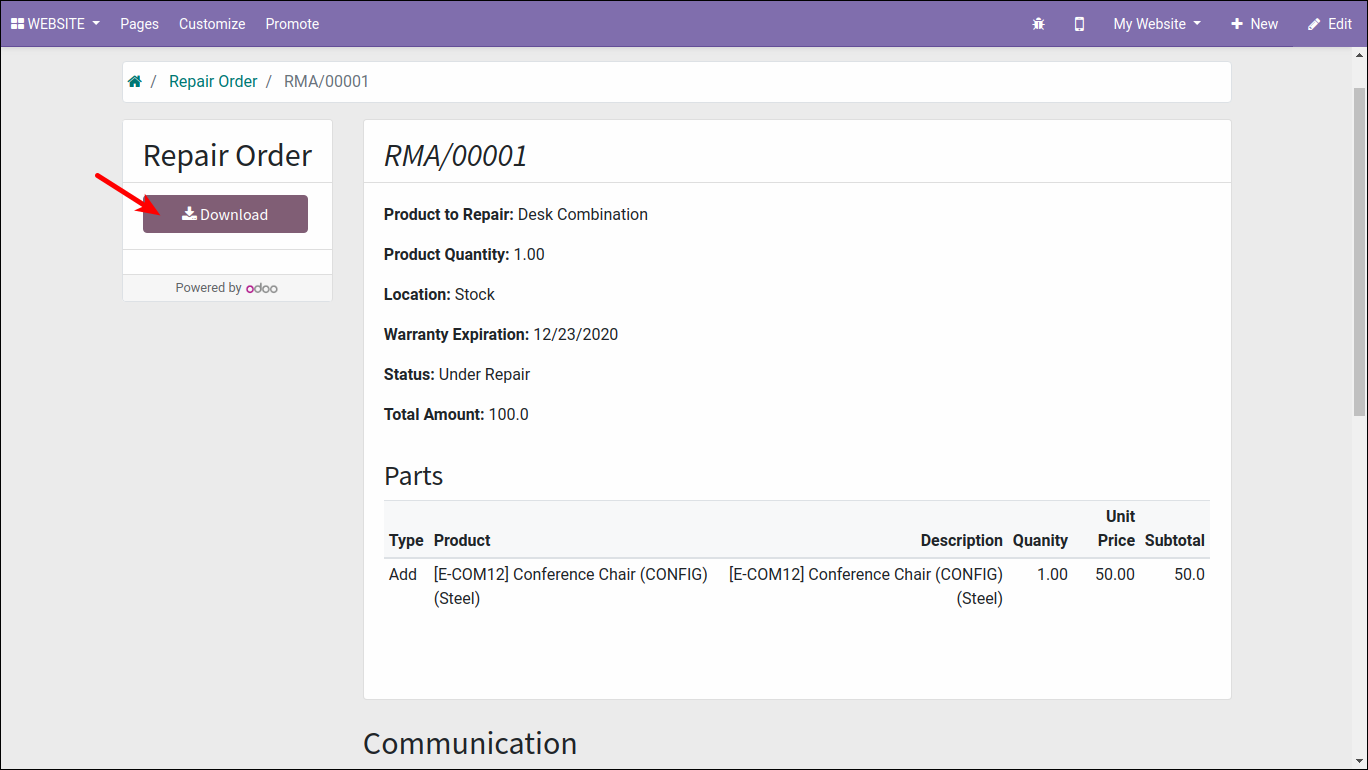 WEBSITE Pages Customize Promote My Website New Edit
/ Repair Order / RMA/00001
Repair Order
Download
Powered by odoo
RMA/00001
Product to Repair: Desk Combination
Product Quantity: 1.00
Location: Stock
Warranty Expiration: 12/23/2020
Status: Under Repair
Total Amount: 100.0
Parts
Unit
Type Product Description Quanity Price Subtotal
Add [E-COM12] Conference Chair (CONFIG) [E-COM12] Conference Chair (CONFIG) 1.00 50.00 50.0
(Steel) (Steel)
Communication